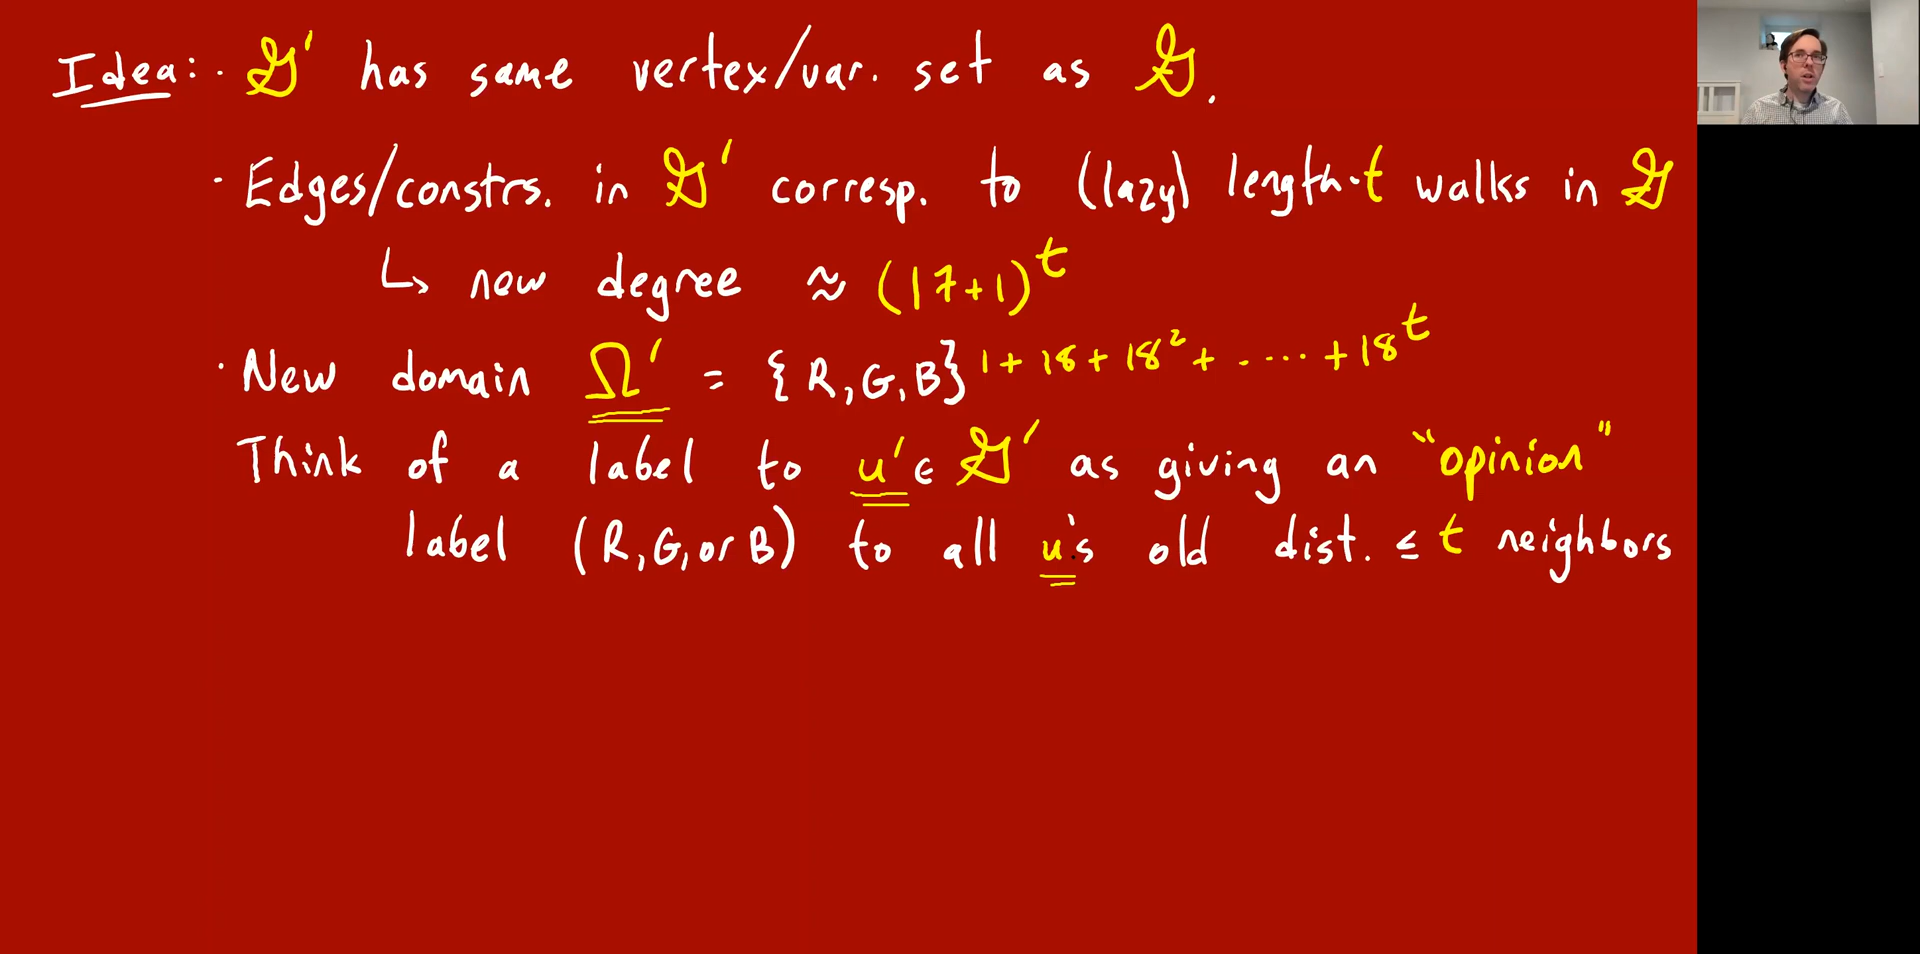 Idea: · 𝒢′ has same vertex/var. set as 𝒢.
· Edges/constrs. in 𝒢′ corresp. to (lazy) length-t walks in 𝒢
↳ new degree ≈ (17+1)^t
· New domain Ω′ = {R,G,B}^1+18+18²+·····+18^t
Think of a label to u′ ∈ 𝒢′ as giving an "opinion"
label (R,G,or B) to all u's old dist. ≤ t neighbors